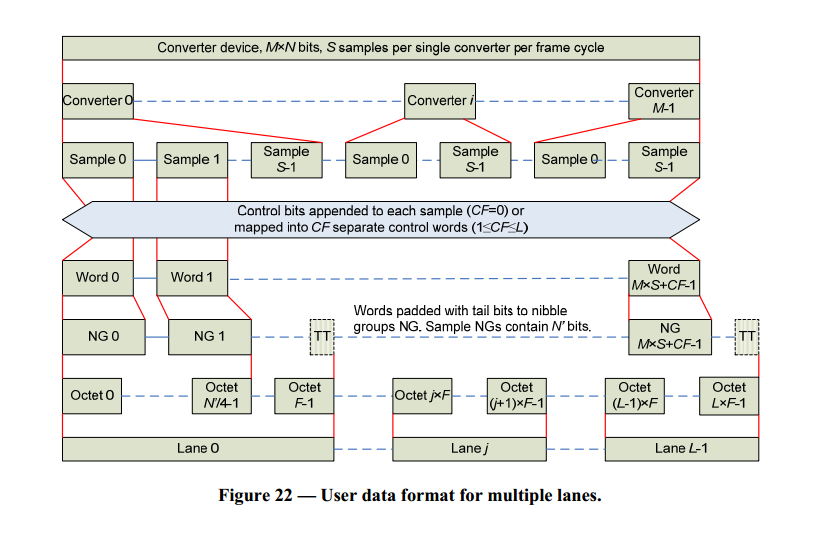 Converter device, M×N bits, S samples per single converter per frame cycle
Converter 0
Converter i
Converter
M-1
Sample 0
Sample 1
Sample
S-1
Sample 0
Sample
S-1
Sample 0
Sample
S-1
Control bits appended to each sample (CF=0) or
mapped into CF separate control words (1≤CF≤L)
Word 0
Word 1
Word
M×S+CF-1
Words padded with tail bits to nibble
groups NG. Sample NGs contain N' bits.
NG 0
NG 1
TT
NG
M×S+CF-1
TT
Octet 0
Octet
N'/4-1
Octet
F-1
Octet j×F
Octet
(j+1)×F-1
Octet
(L-1)×F
Octet
L×F-1
Lane 0
Lane j
Lane L-1
Figure 22 — User data format for multiple lanes.